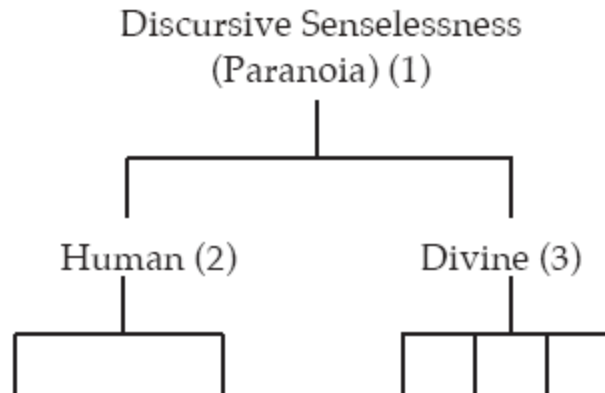 Discursive Senselessness
(Paranoia) (1)
Human (2)
Divine (3)